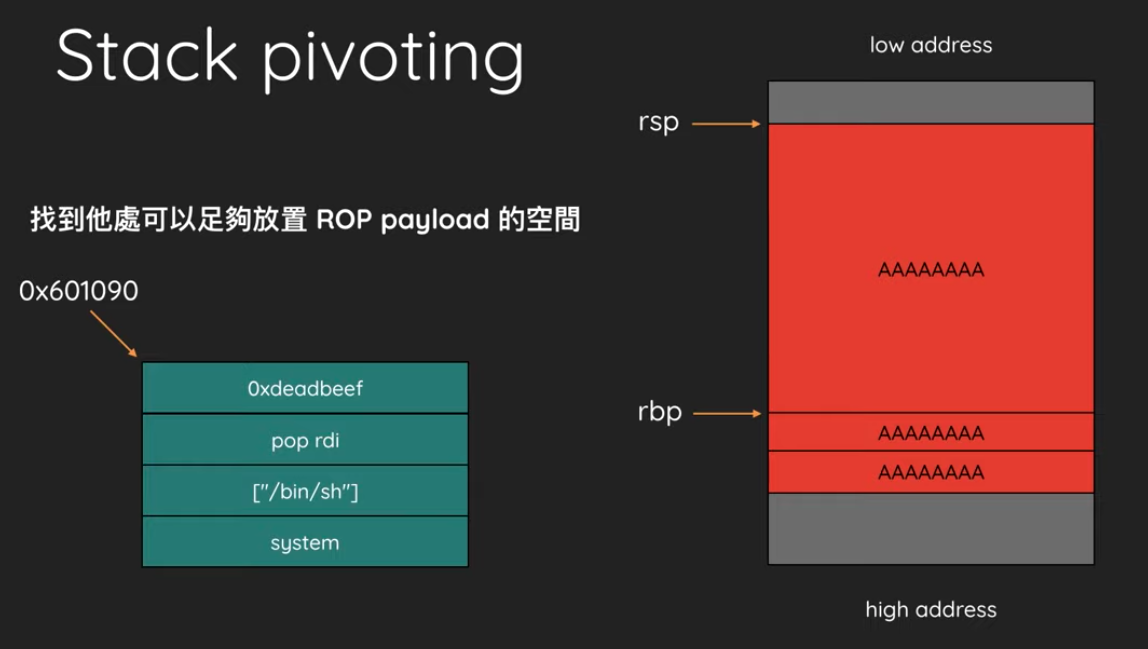 Stack pivoting
找到他處可以足夠放置 ROP payload 的空間
0x601090
0xdeadbeef
pop rdi
["/bin/sh"]
system
low address
rsp
AAAAAAAA
rbp
AAAAAAAA
AAAAAAAA
high address